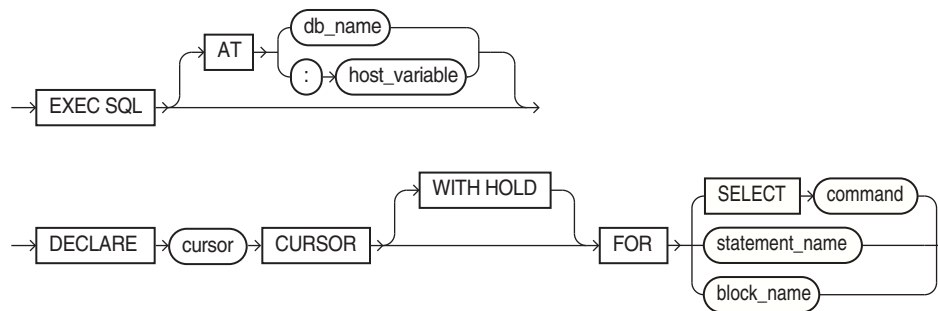 db_name
AT
: host_variable
EXEC SQL
WITH HOLD
SELECT command
DECLARE cursor CURSOR FOR statement_name
block_name